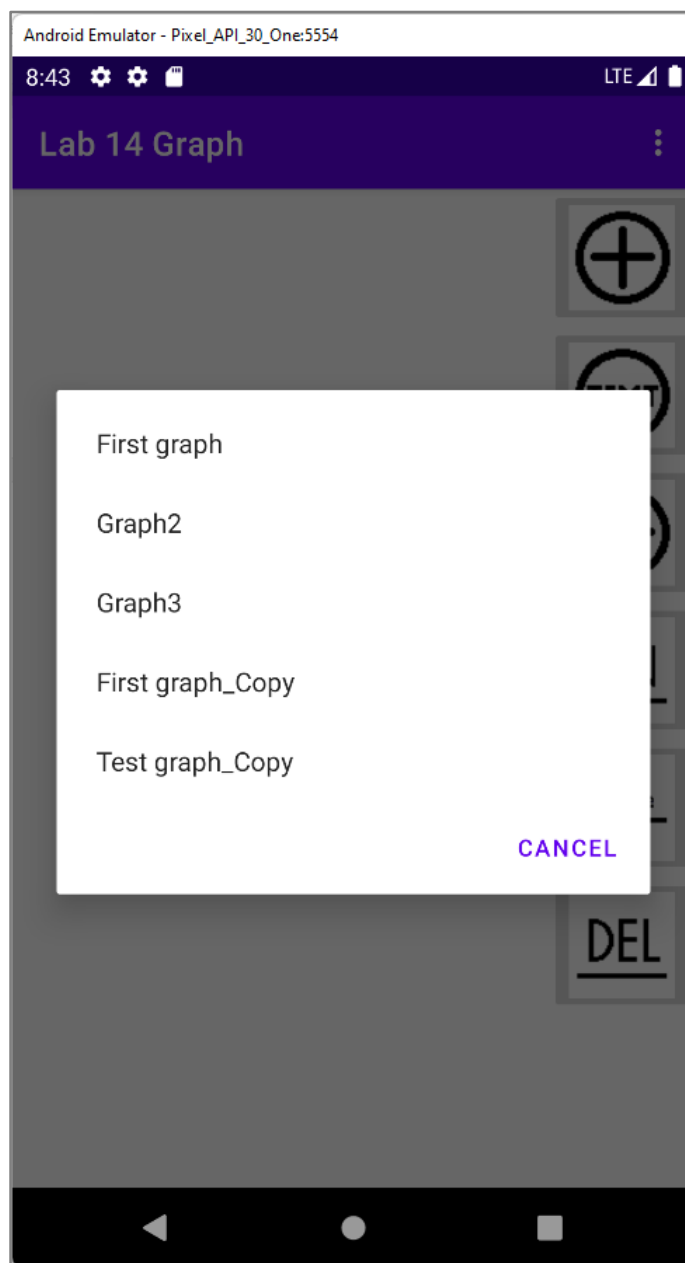 Android Emulator - Pixel_API_30_One:5554
8:43 LTE
Lab 14 Graph
First graph
Graph2
Graph3
First graph_Copy
Test graph_Copy
CANCEL
DEL